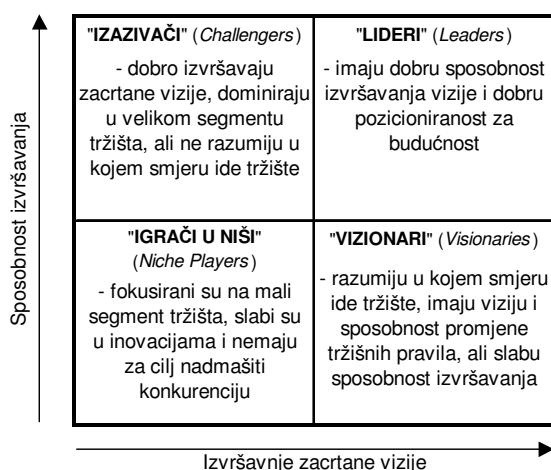 Sposobnost izvršavanja
"IZAZIVAČI" (Challengers)
- dobro izvršavaju
zacrtane vizije, dominiraju
u velikom segmentu
tržišta, ali ne razumiju u
kojem smjeru ide tržište
"LIDERI" (Leaders)
- imaju dobru sposobnost
izvršavanja vizije i dobru
pozicioniranost za
budućnost
"IGRAČI U NIŠI"
(Niche Players)
- fokusirani su na mali
segment tržišta, slabi su
u inovacijama i nemaju
za cilj nadmašiti
konkurenciju
"VIZIONARI" (Visionaries)
- razumiju u kojem smjeru
ide tržište, imaju viziju i
sposobnost promjene
tržišnih pravila, ali slabu
sposobnost izvršavanja
Izvršavnje zacrtane vizije